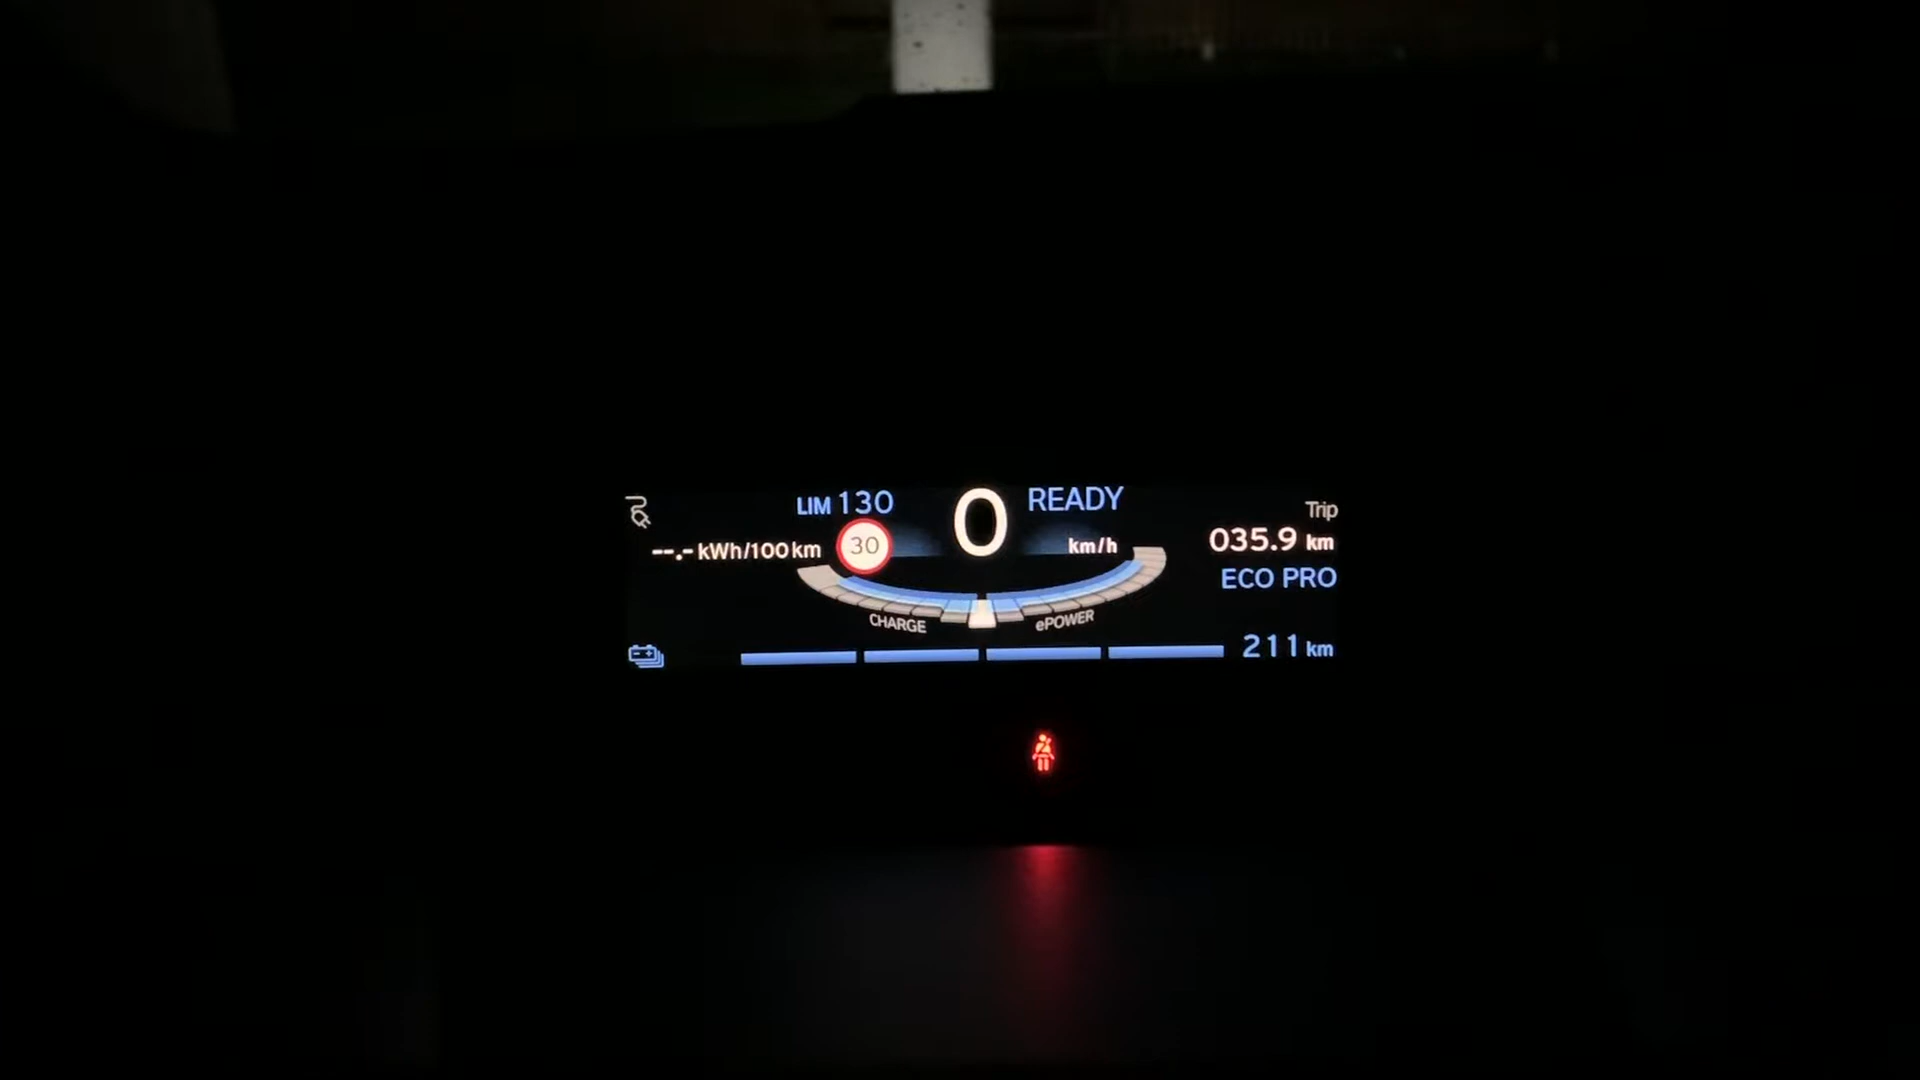 LIM 130
0
READY
Trip
--.- kWh/100 km
30
km/h
035.9 km
ECO PRO
CHARGE
ePOWER
211 km